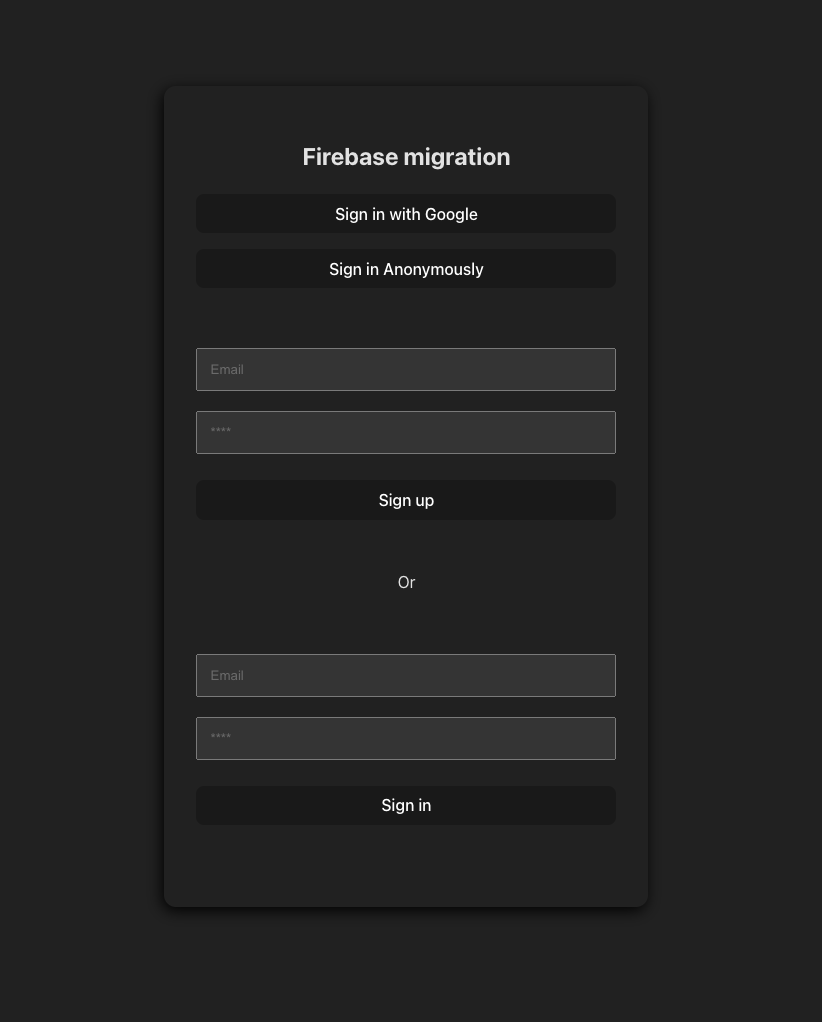 Firebase migration
Sign in with Google
Sign in Anonymously
Email
****
Sign up
Or
Email
****
Sign in